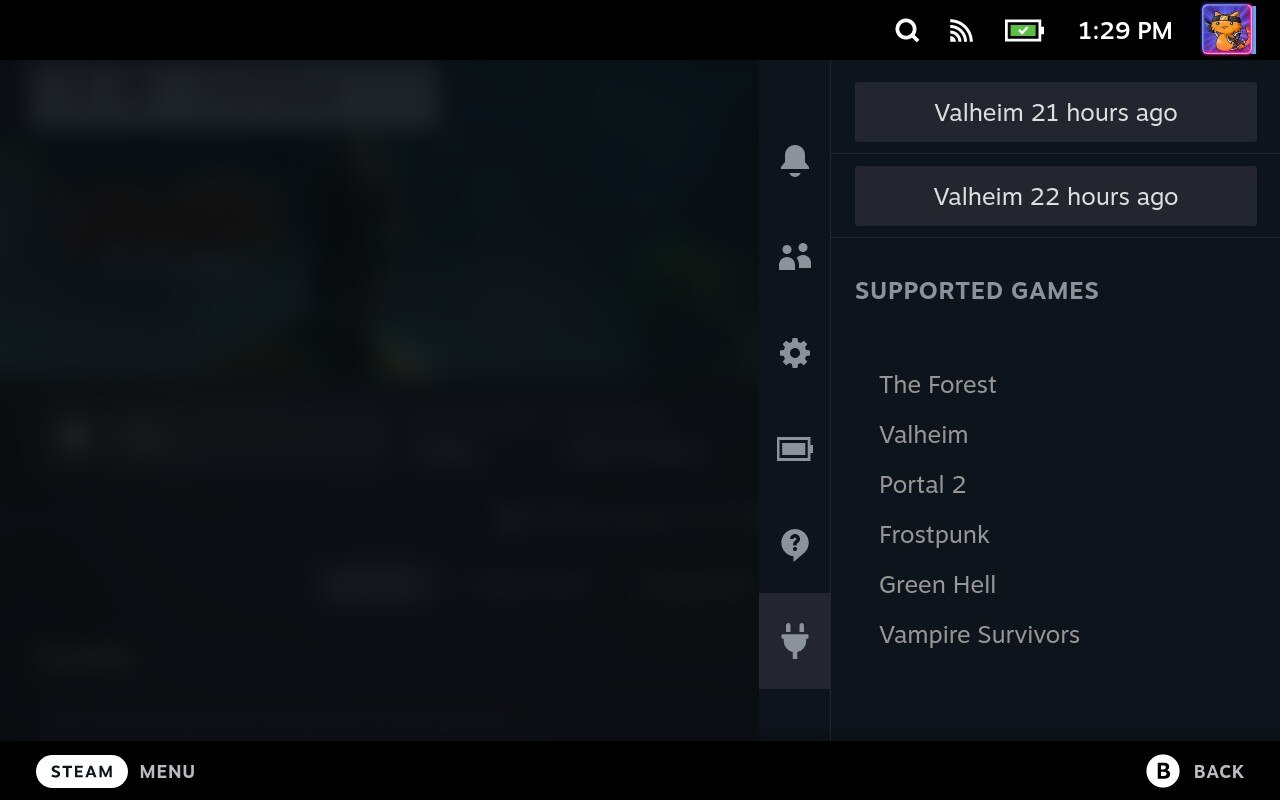 1:29 PM
Valheim 21 hours ago
Valheim 22 hours ago
SUPPORTED GAMES
The Forest
Valheim
Portal 2
Frostpunk
Green Hell
Vampire Survivors
STEAM MENU
B BACK